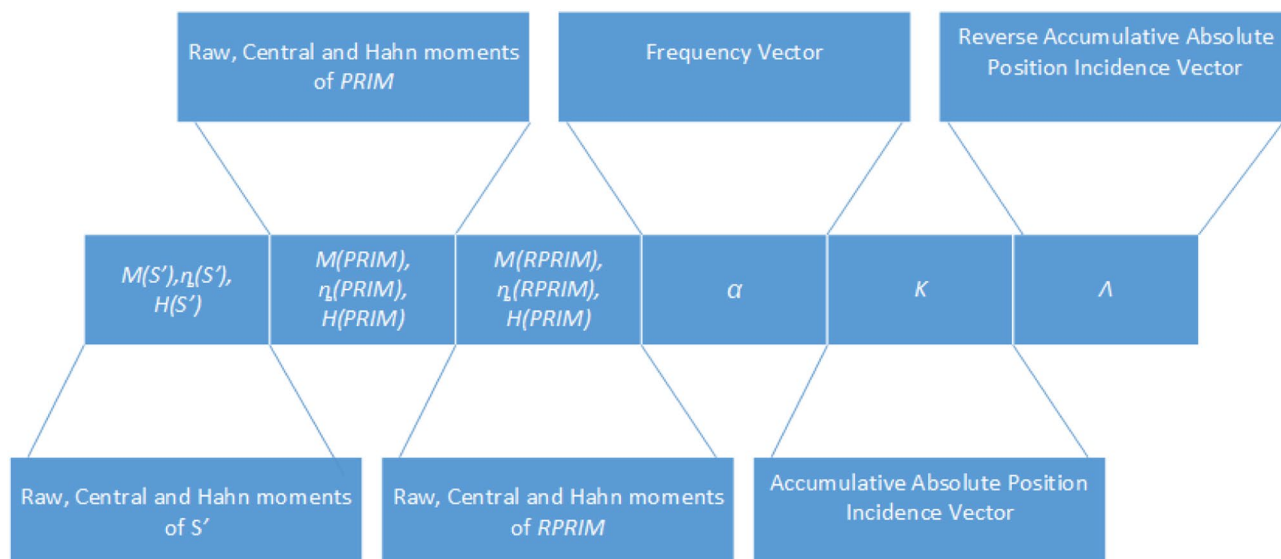 Raw, Central and Hahn moments
of PRIM
Frequency Vector
Reverse Accumulative Absolute
Position Incidence Vector
M(S’),ȵ(S’),
H(S’)
M(PRIM),
ȵ(PRIM),
H(PRIM)
M(RPRIM),
ȵ(RPRIM),
H(PRIM)
α
K
Λ
Raw, Central and Hahn moments
of S’
Raw, Central and Hahn moments
of RPRIM
Accumulative Absolute Position
Incidence Vector